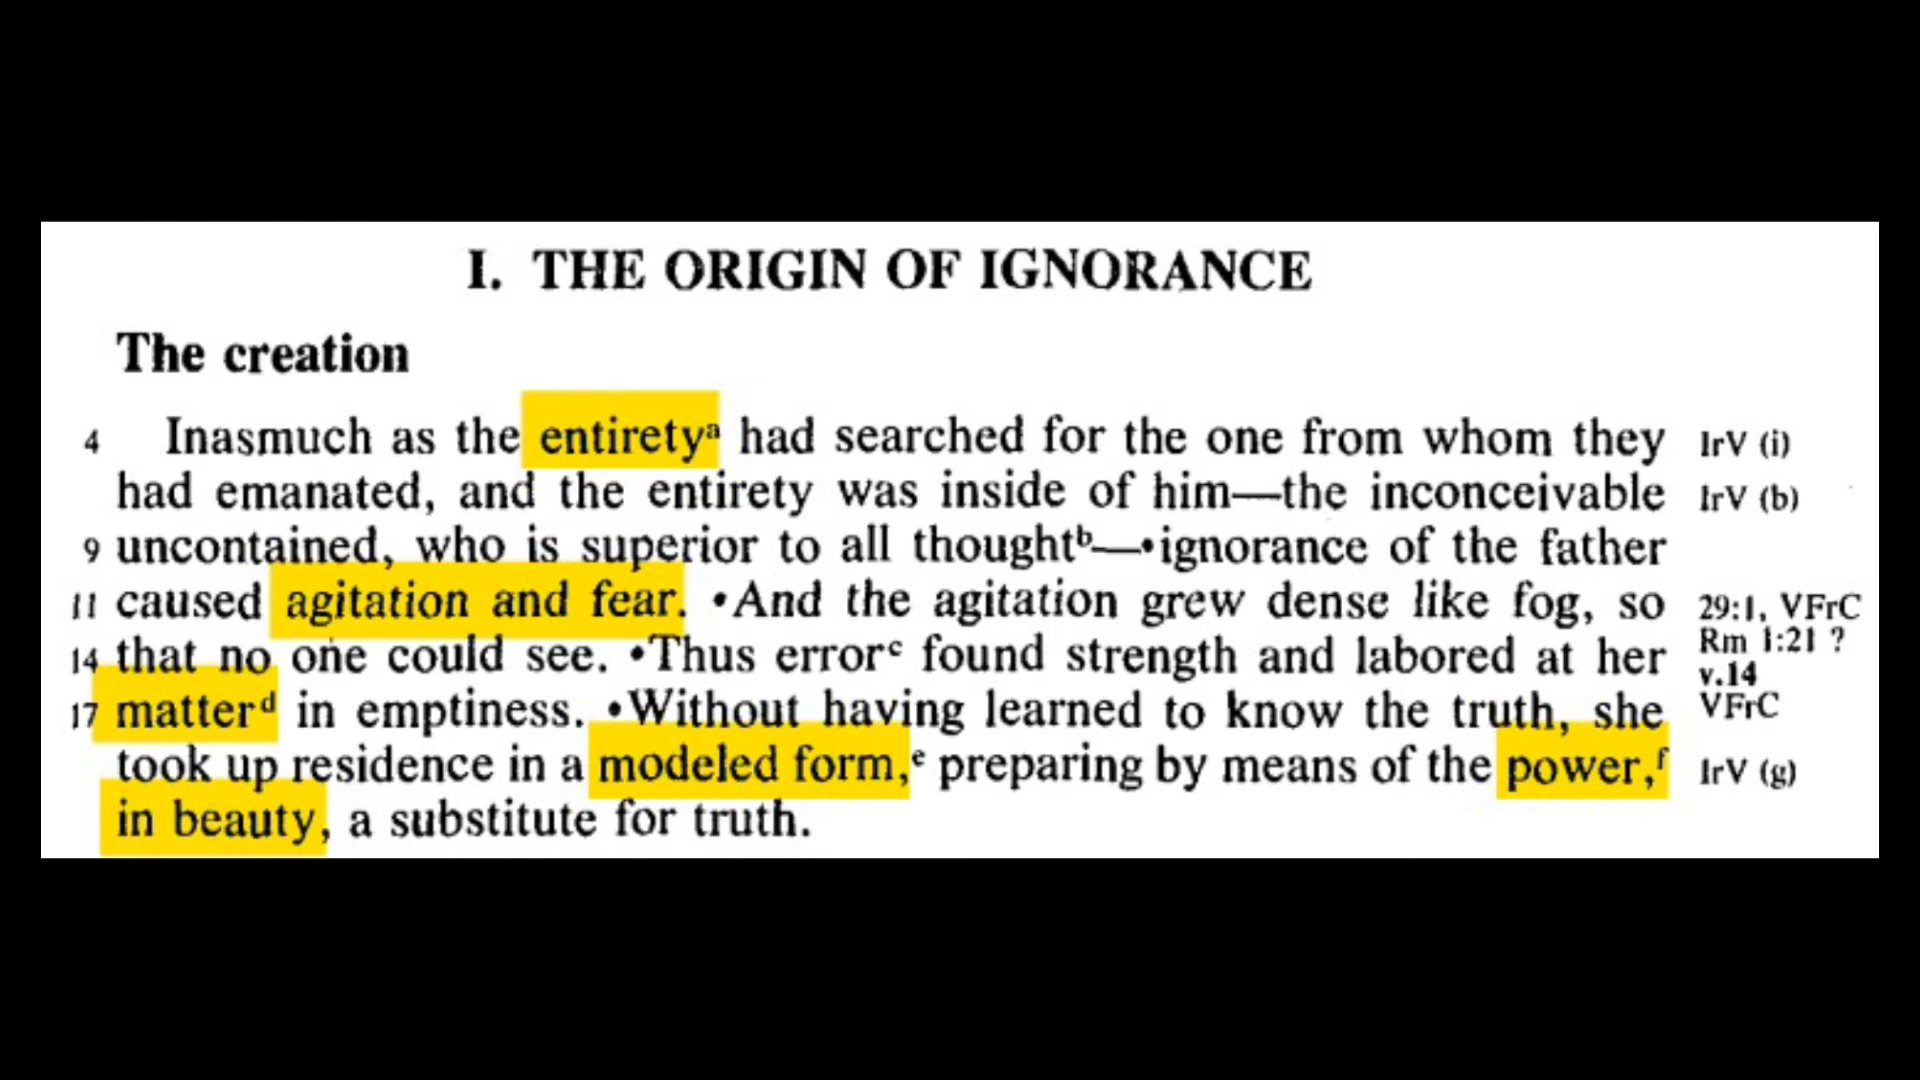 I. THE ORIGIN OF IGNORANCE
The creation
4 Inasmuch as the entiretyᵃ had searched for the one from whom they IrV (i)
had emanated, and the entirety was inside of him—the inconceivable IrV (b)
9 uncontained, who is superior to all thoughtᵇ—•ignorance of the father
11 caused agitation and fear. •And the agitation grew dense like fog, so 29:1, VFrC
14 that no one could see. •Thus errorᶜ found strength and labored at her Rm 1:21 ?
v.14
17 matterᵈ in emptiness. •Without having learned to know the truth, she VFrC
took up residence in a modeled form,ᵉ preparing by means of the power,ᶠ IrV (g)
in beauty, a substitute for truth.